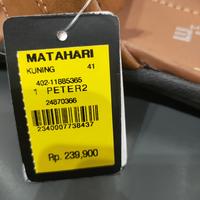 MATAHARI
KUNING 41
402-11885365
1 PETER2
24870366
2340007738437
Rp. 239,900